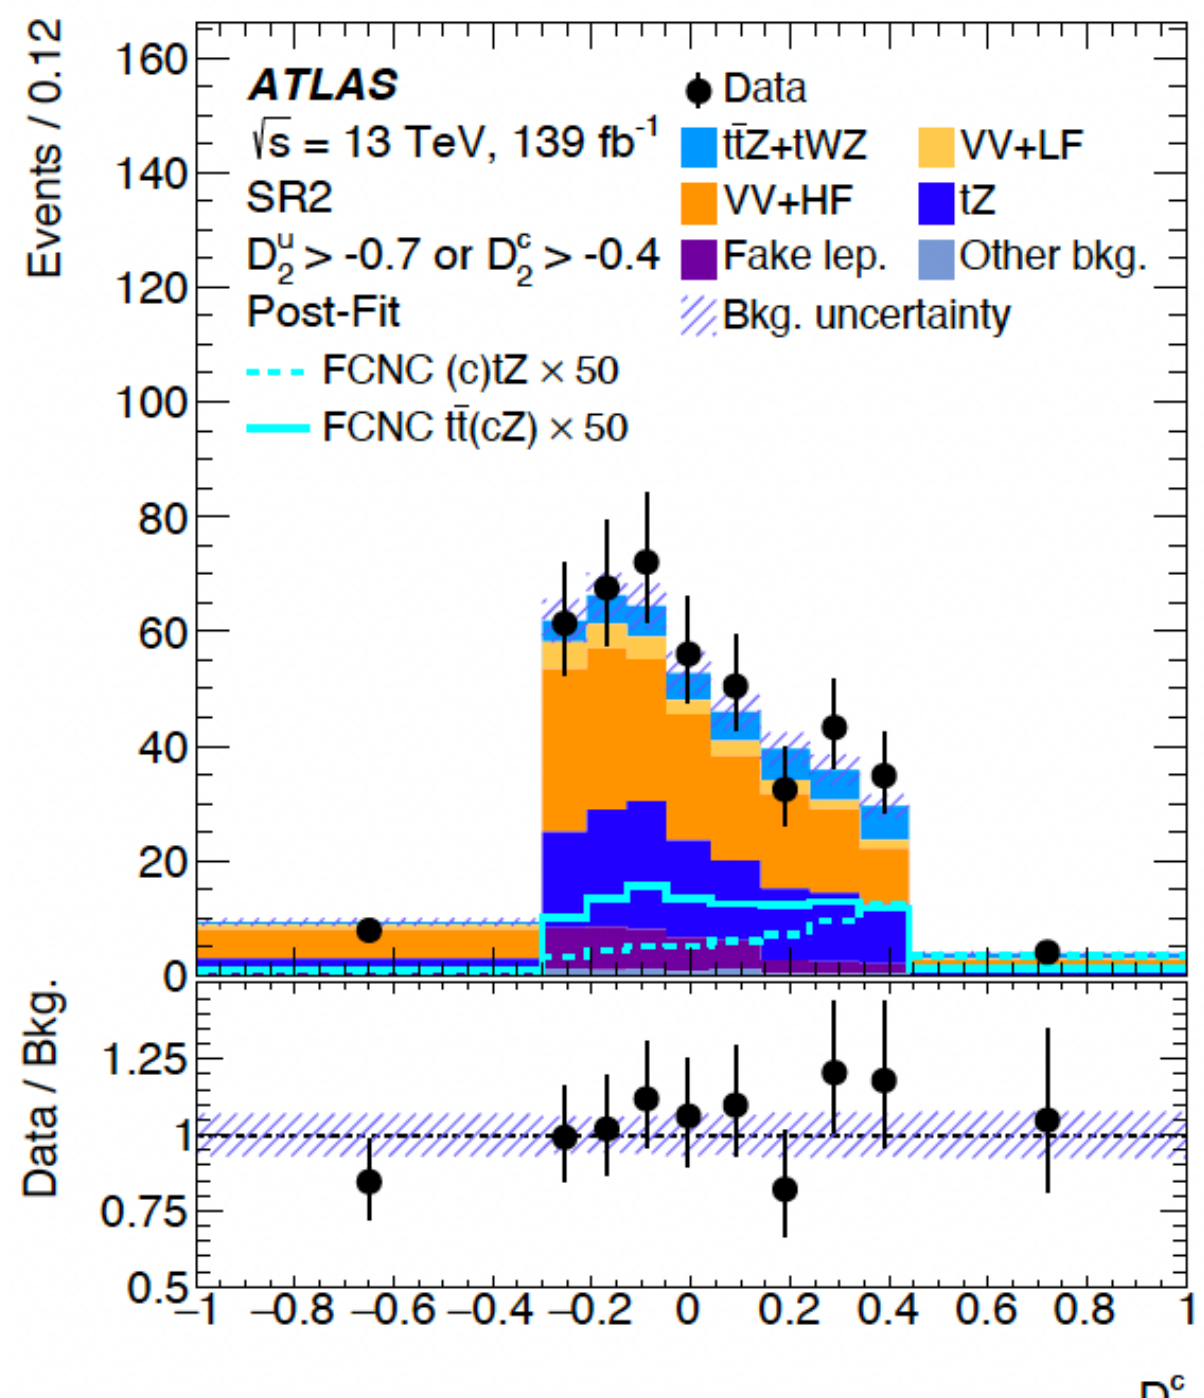 Events / 0.12
160
140
120
100
80
60
40
20
0
ATLAS
√s = 13 TeV, 139 fb⁻¹
SR2
D₂ᵘ > -0.7 or D₂ᶜ > -0.4
Post-Fit
FCNC (c)tZ × 50
FCNC tt̄(cZ) × 50
Data
tt̄Z+tWZ
VV+LF
VV+HF
tZ
Fake lep.
Other bkg.
Bkg. uncertainty
Data / Bkg.
1.25
1
0.75
0.5
−1 −0.8 −0.6 −0.4 −0.2 0 0.2 0.4 0.6 0.8 1